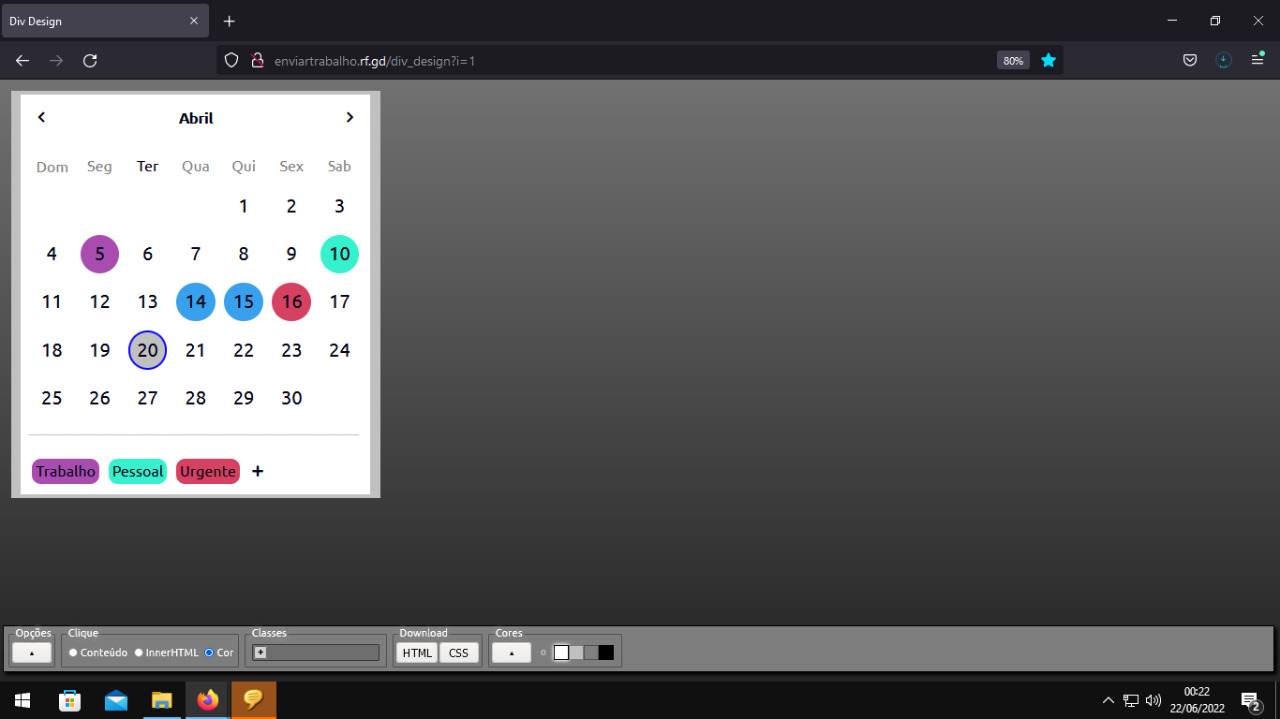 Div Design
enviartrabalho.rf.gd/div_design?i=1
80%
Abril
Dom Seg Ter Qua Qui Sex Sab
1 2 3
4 5 6 7 8 9 10
11 12 13 14 15 16 17
18 19 20 21 22 23 24
25 26 27 28 29 30
Trabalho Pessoal Urgente +
Opções Clique Classes Download Cores
Conteúdo InnerHTML Cor + HTML CSS
00:22
22/06/2022
2